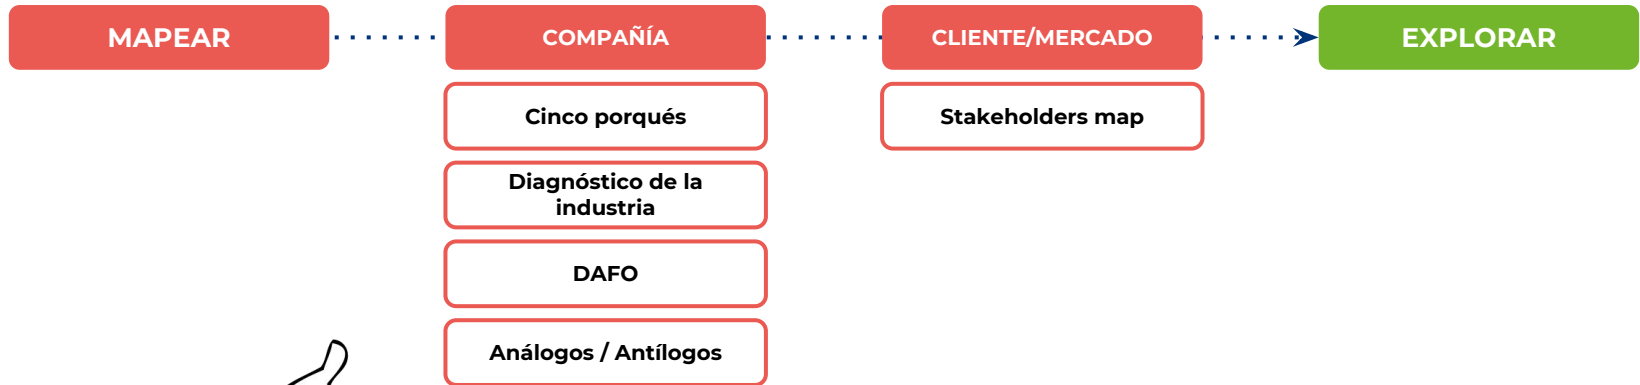 MAPEAR
COMPAÑÍA
CLIENTE/MERCADO
EXPLORAR
Cinco porqués
Stakeholders map
Diagnóstico de la
industria
DAFO
Análogos / Antílogos